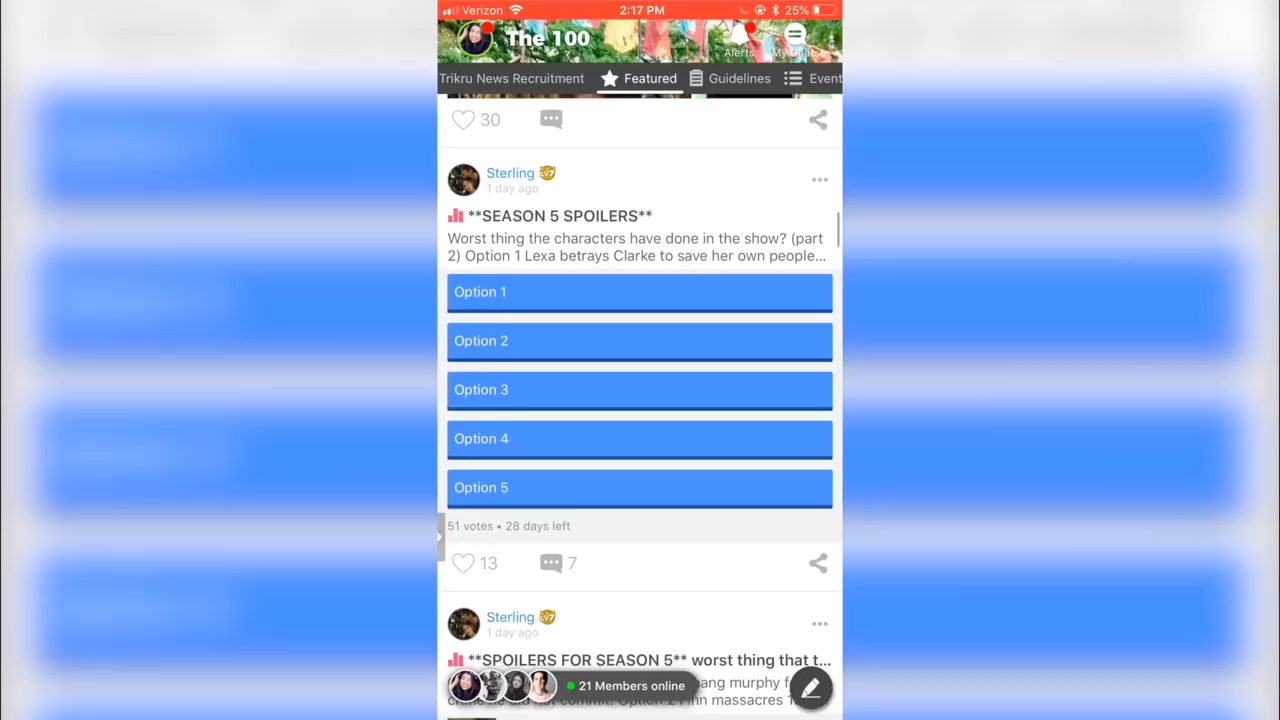 Verizon 2:17 PM 25%
The 100
Alerts
Trikru News Recruitment Featured Guidelines Event
30
Sterling
1 day ago
**SEASON 5 SPOILERS**
Worst thing the characters have done in the show? (part
2) Option 1 Lexa betrays Clarke to save her own people...
Option 1
Option 2
Option 3
Option 4
Option 5
51 votes • 28 days left
13 7
Sterling
1 day ago
**SPOILERS FOR SEASON 5** worst thing that t...
murphy
21 Members online
massacres